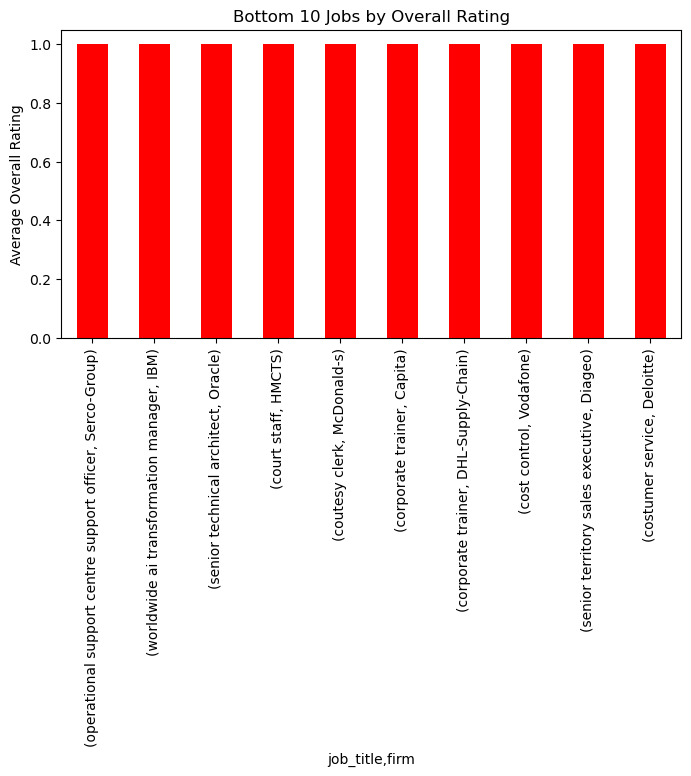 Bottom 10 Jobs by Overall Rating
Average Overall Rating
1.0
0.8
0.6
0.4
0.2
0.0
(operational support centre support officer, Serco-Group)
(worldwide ai transformation manager, IBM)
(senior technical architect, Oracle)
(court staff, HMCTS)
(coutesy clerk, McDonald-s)
(corporate trainer, Capita)
(corporate trainer, DHL-Supply-Chain)
(cost control, Vodafone)
(senior territory sales executive, Diageo)
(costumer service, Deloitte)
job_title,firm